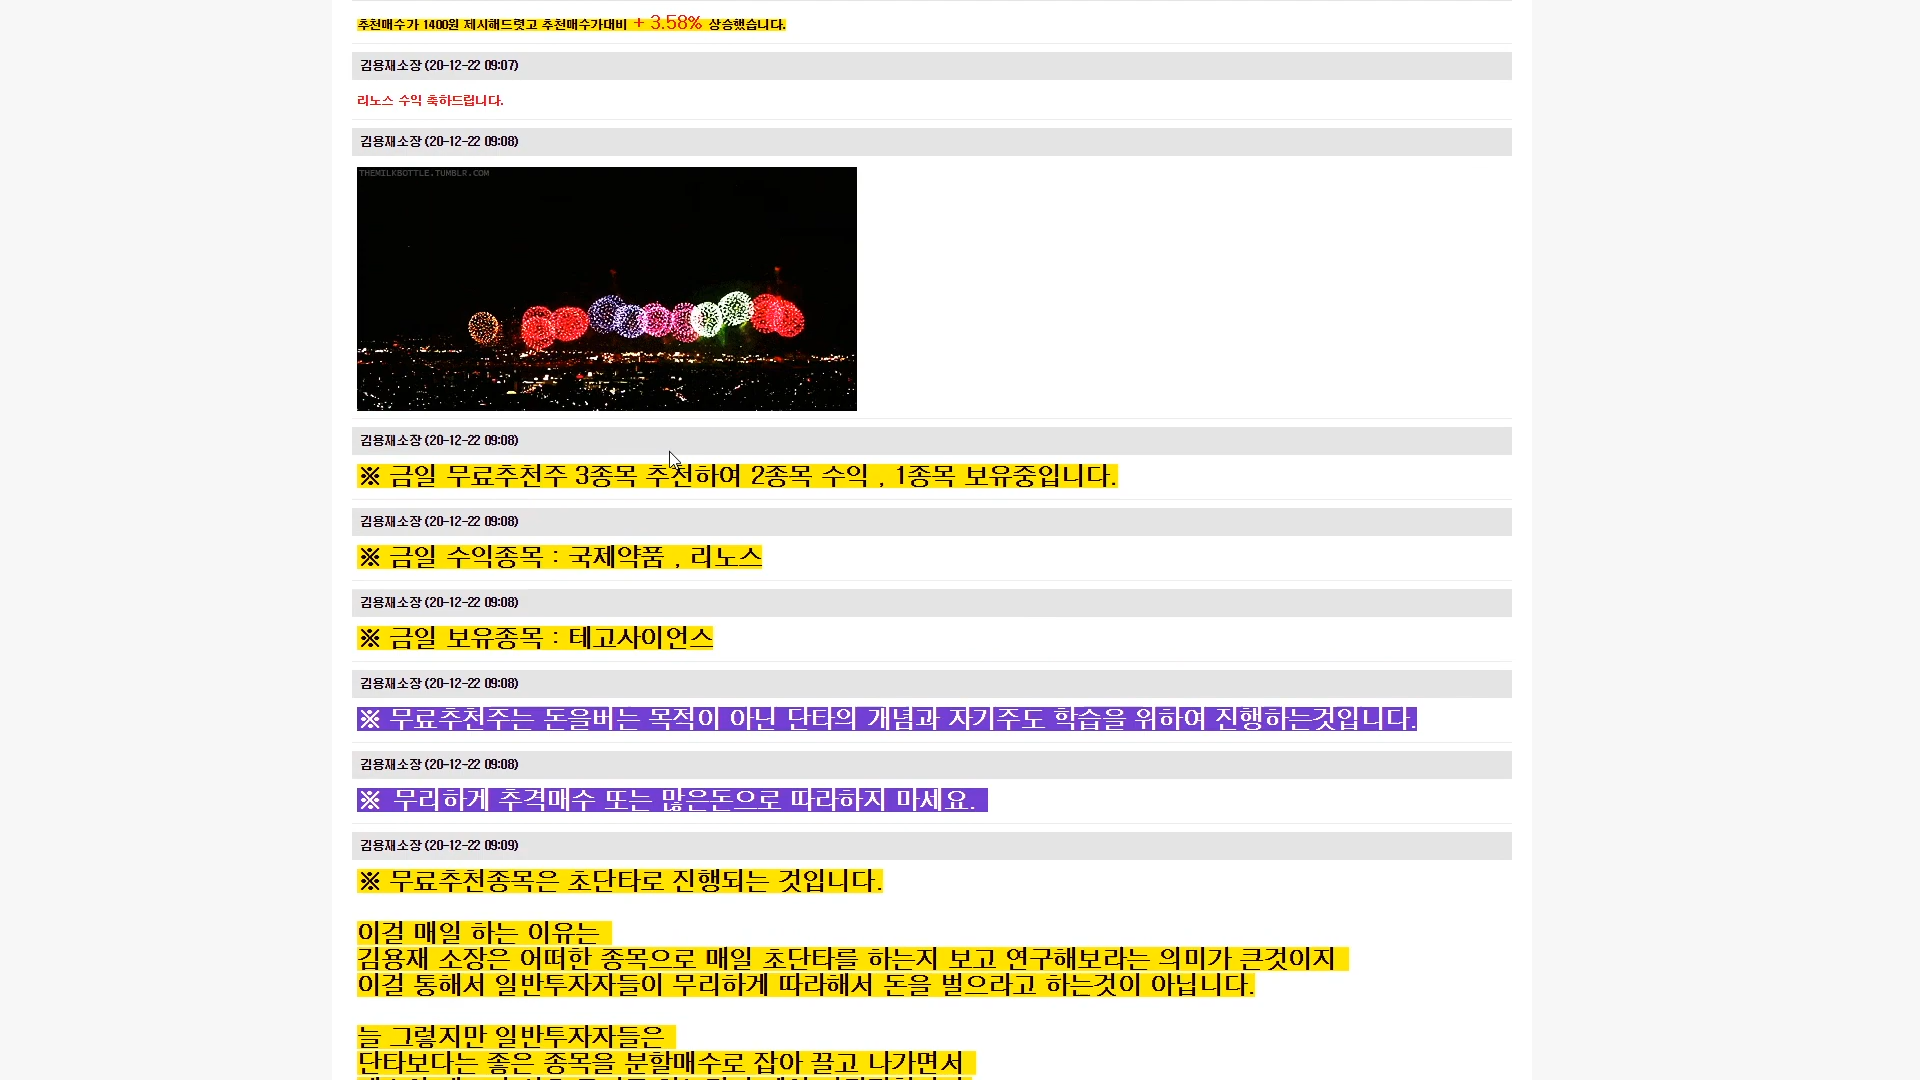 추천매수가 1400원 제시해드렷고 추천매수가대비 + 3.58% 상승했습니다.
김용재소장 (20-12-22 09:07)
리노스 수익 축하드립니다.
김용재소장 (20-12-22 09:08)
THEMILKBOTTLE.TUMBLR.COM
김용재소장 (20-12-22 09:08)
※ 금일 무료추천주 3종목 추천하여 2종목 수익 , 1종목 보유중입니다.
김용재소장 (20-12-22 09:08)
※ 금일 수익종목 : 국제약품 , 리노스
김용재소장 (20-12-22 09:08)
※ 금일 보유종목 : 테고사이언스
김용재소장 (20-12-22 09:08)
※ 무료추천주는 돈을버는 목적이 아닌 단타의 개념과 자기주도 학습을 위하여 진행하는것입니다.
김용재소장 (20-12-22 09:08)
※ 무리하게 추격매수 또는 많은돈으로 따라하지 마세요.
김용재소장 (20-12-22 09:09)
※ 무료추천종목은 초단타로 진행되는 것입니다.
이걸 매일 하는 이유는
김용재 소장은 어떠한 종목으로 매일 초단타를 하는지 보고 연구해보라는 의미가 큰것이지
이걸 통해서 일반투자자들이 무리하게 따라해서 돈을 벌으라고 하는것이 아닙니다.
늘 그렇지만 일반투자자들은
단타보다는 좋은 종목을 분할매수로 잡아 끌고 나가면서